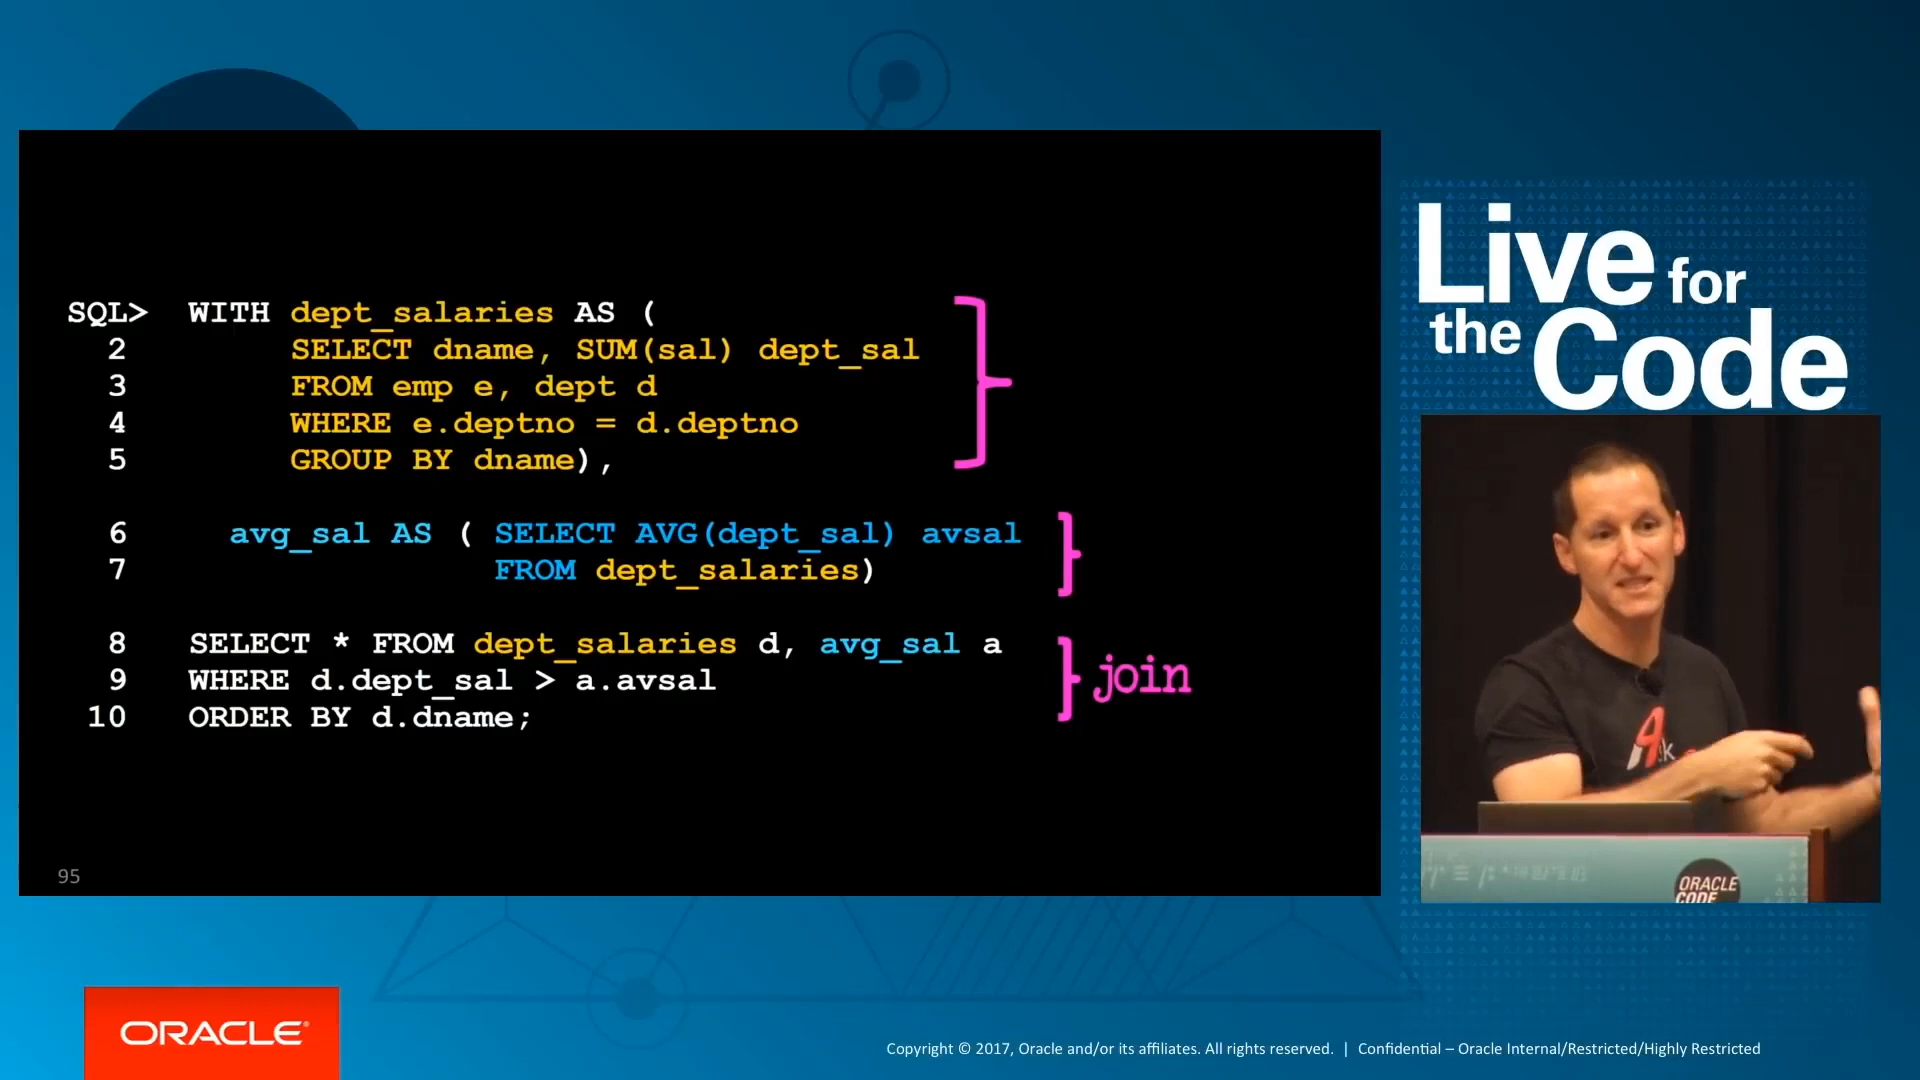 SQL> WITH dept_salaries AS (
2 SELECT dname, SUM(sal) dept_sal
3 FROM emp e, dept d
4 WHERE e.deptno = d.deptno
5 GROUP BY dname),
6 avg_sal AS ( SELECT AVG(dept_sal) avsal
7 FROM dept_salaries)
8 SELECT * FROM dept_salaries d, avg_sal a
9 WHERE d.dept_sal > a.avsal
10 ORDER BY d.dname;
join
95
Live for
the Code
ORACLE
CODE
ORACLE®
Copyright © 2017, Oracle and/or its affiliates. All rights reserved. | Confidential – Oracle Internal/Restricted/Highly Restricted